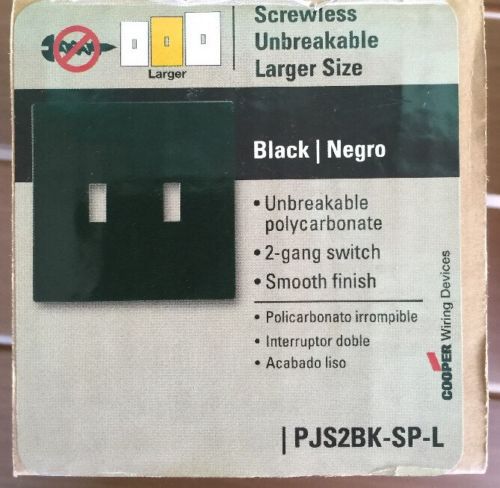 Larger
Screwless
Unbreakable
Larger Size
Black | Negro
• Unbreakable
polycarbonate
• 2-gang switch
• Smooth finish
• Policarbonato irrompible
• Interruptor doble
• Acabado liso
COOPER Wiring Devices
| PJS2BK-SP-L